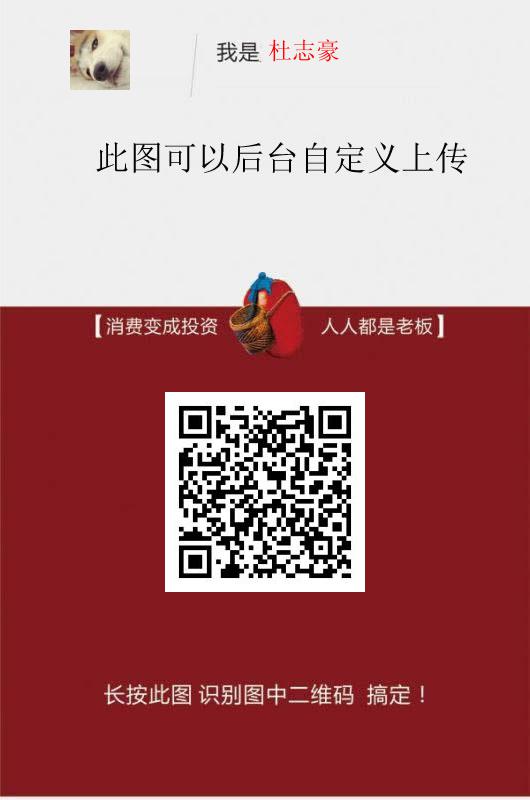 我是 杜志豪
此图可以后台自定义上传
【消费变成投资 人人都是老板】
长按此图 识别图中二维码 搞定！